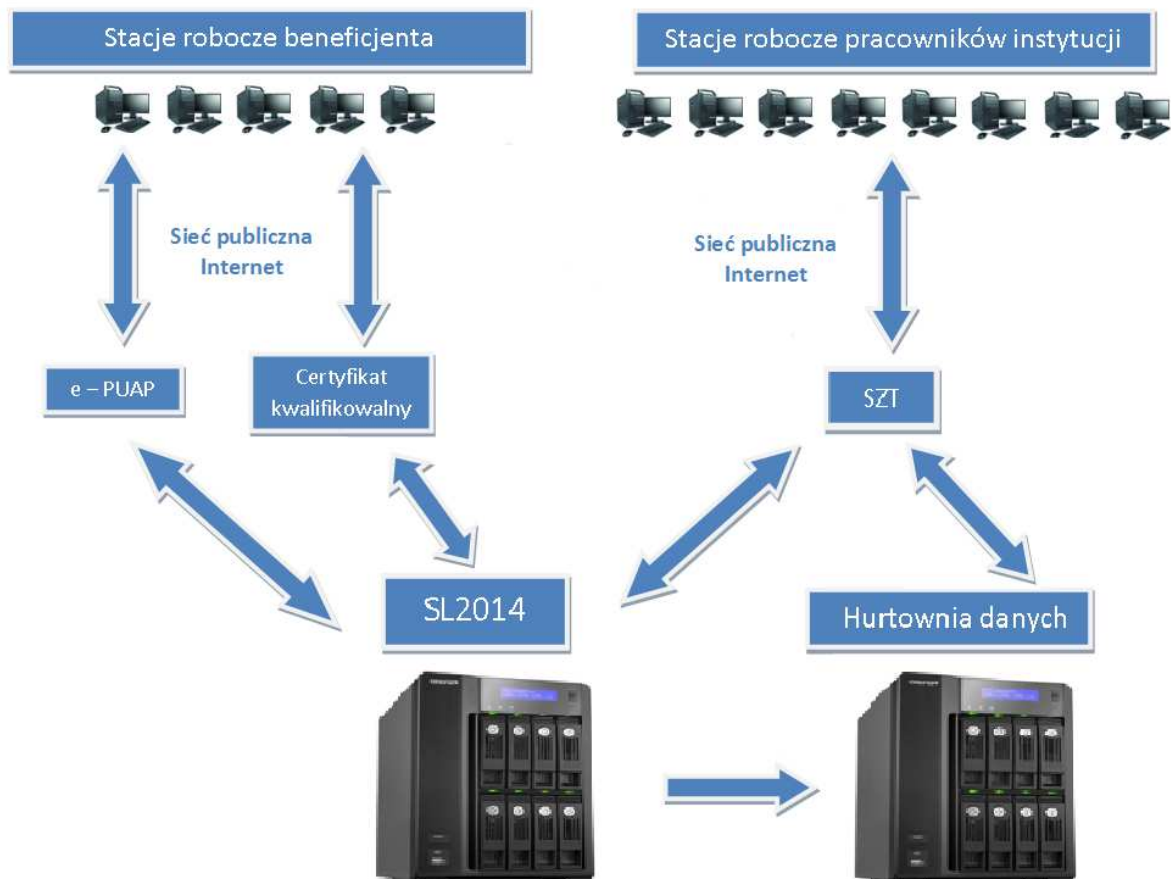 Stacje robocze beneficjenta
Stacje robocze pracowników instytucji
Sieć publiczna
Internet
Sieć publiczna
Internet
e – PUAP
Certyfikat
kwalifikowalny
SZT
SL2014
Hurtownia danych